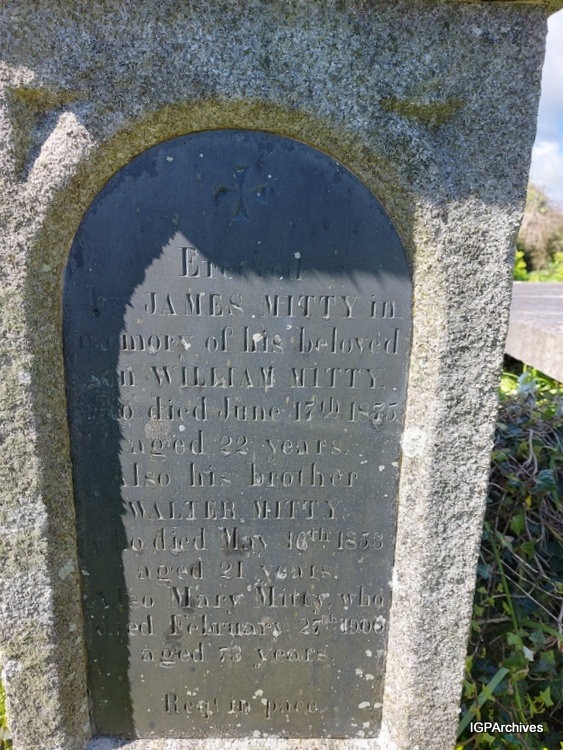 Erected
by JAMES MITTY in
memory of his beloved
son WILLIAM MITTY.
who died June 17th
aged 22 years.
Also his brother
WALTER MITTY.
who died May 16th 1858
aged 21 years.
Also Mary Mitty, who
died February 27th 1906
aged 73 years.
Reqt in pace.
IGPArchives